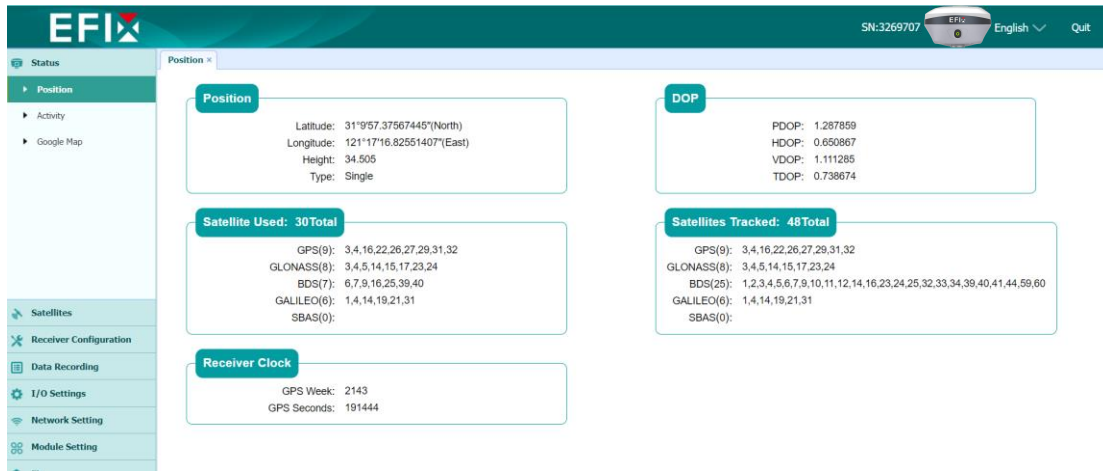 EFIX
SN:3269707
EFIX
English
Quit
Status
Position ×
Position
Activity
Google Map
Satellites
Receiver Configuration
Data Recording
I/O Settings
Network Setting
Module Setting
Position
Latitude: 31°9'57.37567445"(North)
Longitude: 121°17'16.82551407"(East)
Height: 34.505
Type: Single
DOP
PDOP: 1.287859
HDOP: 0.650867
VDOP: 1.111285
TDOP: 0.738674
Satellite Used: 30Total
GPS(9): 3,4,16,22,26,27,29,31,32
GLONASS(8): 3,4,5,14,15,17,23,24
BDS(7): 6,7,9,16,25,39,40
GALILEO(6): 1,4,14,19,21,31
SBAS(0):
Satellites Tracked: 48Total
GPS(9): 3,4,16,22,26,27,29,31,32
GLONASS(8): 3,4,5,14,15,17,23,24
BDS(25): 1,2,3,4,5,6,7,9,10,11,12,14,16,23,24,25,32,33,34,39,40,41,44,59,60
GALILEO(6): 1,4,14,19,21,31
SBAS(0):
Receiver Clock
GPS Week: 2143
GPS Seconds: 191444